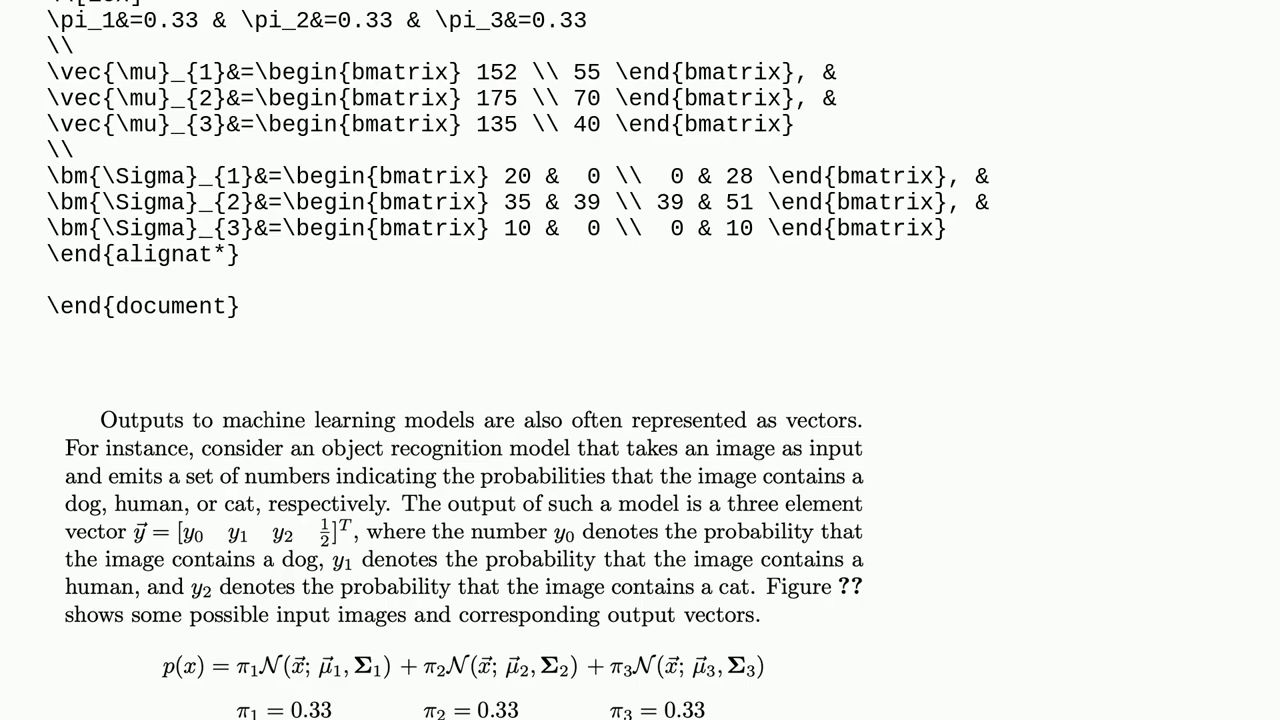 \pi_1&=0.33 & \pi_2&=0.33 & \pi_3&=0.33
\\
\vec{\mu}_{1}&=\begin{bmatrix} 152 \\ 55 \end{bmatrix}, &
\vec{\mu}_{2}&=\begin{bmatrix} 175 \\ 70 \end{bmatrix}, &
\vec{\mu}_{3}&=\begin{bmatrix} 135 \\ 40 \end{bmatrix}
\\
\bm{\Sigma}_{1}&=\begin{bmatrix} 20 &  0 \\  0 & 28 \end{bmatrix}, &
\bm{\Sigma}_{2}&=\begin{bmatrix} 35 & 39 \\ 39 & 51 \end{bmatrix}, &
\bm{\Sigma}_{3}&=\begin{bmatrix} 10 &  0 \\  0 & 10 \end{bmatrix}
\end{alignat*}
\end{document}
Outputs to machine learning models are also often represented as vectors.
For instance, consider an object recognition model that takes an image as input
and emits a set of numbers indicating the probabilities that the image contains a
dog, human, or cat, respectively. The output of such a model is a three element
vector y⃗ = [y₀ y₁ y₂ ½]ᵀ, where the number y₀ denotes the probability that
the image contains a dog, y₁ denotes the probability that the image contains a
human, and y₂ denotes the probability that the image contains a cat. Figure ??
shows some possible input images and corresponding output vectors.
p(x) = π₁𝒩(x⃗; μ⃗₁, Σ₁) + π₂𝒩(x⃗; μ⃗₂, Σ₂) + π₃𝒩(x⃗; μ⃗₃, Σ₃)
π₁ = 0.33 π₂ = 0.33 π₃ = 0.33